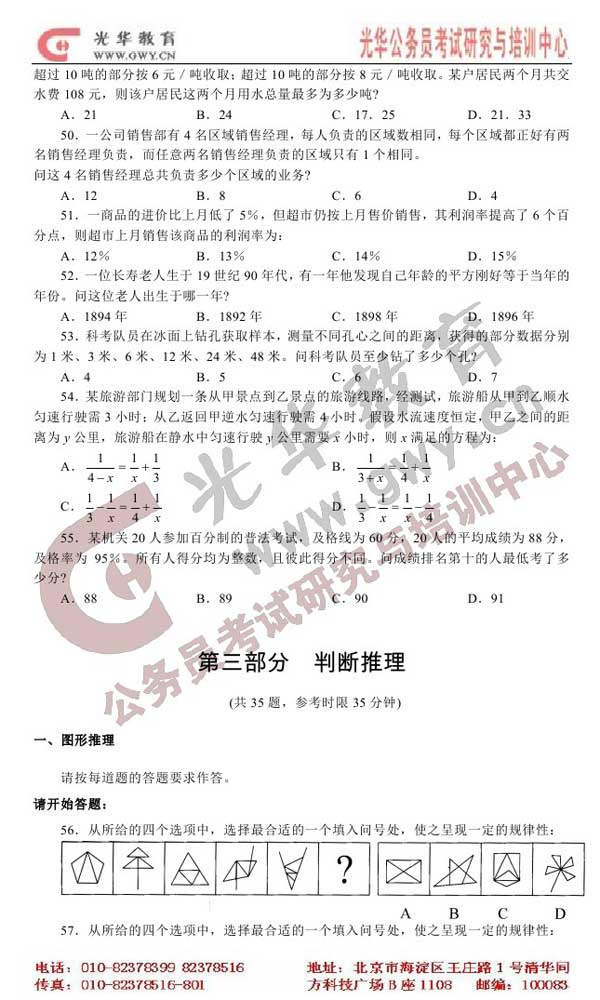 光华教育
WWW.GWY.CN
光华公务员考试研究与培训中心
超过 10 吨的部分按 6 元／吨收取；超过 10 吨的部分按 8 元／吨收取。某户居民两个月共交
水费 108 元，则该户居民这两个月用水总量最多为多少吨?
A．21 B．24 C．17．25 D．21．33
50．一公司销售部有 4 名区域销售经理，每人负责的区域数相同，每个区域都正好有两
名销售经理负责，而任意两名销售经理负责的区域只有 1 个相同。
问这 4 名销售经理总共负责多少个区域的业务?
A．12 B．8 C．6 D．4
51．一商品的进价比上月低了 5％，但超市仍按上月售价销售，其利润率提高了 6 个百
分点，则超市上月销售该商品的利润率为：
A．12％ B．13％ C．14％ D．15％
52．一位长寿老人生于 19 世纪 90 年代，有一年他发现自己年龄的平方刚好等于当年的
年份。问这位老人出生于哪一年?
A．1894 年 B．1892 年 C．1898 年 D．1896 年
53．科考队员在冰面上钻孔获取样本，测量不同孔心之间的距离，获得的部分数据分别
为 1 米、3 米、6 米、12 米、24 米、48 米。问科考队员至少钻了多少个孔?
A．4 B．5 C．6 D．7
54．某旅游部门规划一条从甲景点到乙景点的旅游线路，经测试，旅游船从甲到乙顺水
匀速行驶需 3 小时；从乙返回甲逆水匀速行驶需 4 小时。假设水流速度恒定，甲乙之间的距
离为 y 公里，旅游船在静水中匀速行驶 y 公里需要 x 小时，则 x 满足的方程为：
A．1/(4−x)=1/x+1/3 B．1/(3+x)=1/4+1/x
C．1/3−1/x=1/4+1/x D．1/3−1/x=1/x−1/4
55．某机关 20 人参加百分制的普法考试，及格线为 60 分，20 人的平均成绩为 88 分，
及格率为 95％。所有人得分均为整数，且彼此得分不同。问成绩排名第十的人最低考了多
少分?
A．88 B．89 C．90 D．91
第三部分 判断推理
(共 35 题，参考时限 35 分钟)
一、图形推理
请按每道题的答题要求作答。
请开始答题：
56．从所给的四个选项中，选择最合适的一个填入问号处，使之呈现一定的规律性：
?
A B C D
57．从所给的四个选项中，选择最合适的一个填入问号处，使之呈现一定的规律性：
光华教育
www.gwy.cn
公务员考试研究与培训中心
电话：010-82378399 82378516
传真：010-82378516-801
地址：北京市海淀区王庄路 1 号清华同
方科技广场 B 座 1108 邮编：100083